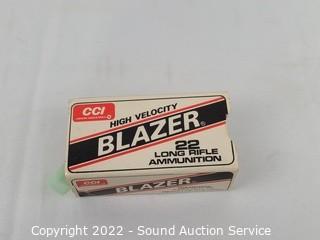 CCI
HIGH VELOCITY
BLAZER®
22
LONG RIFLE
AMMUNITION
CCI
BLAZER
Copyright 2022 - Sound Auction Service